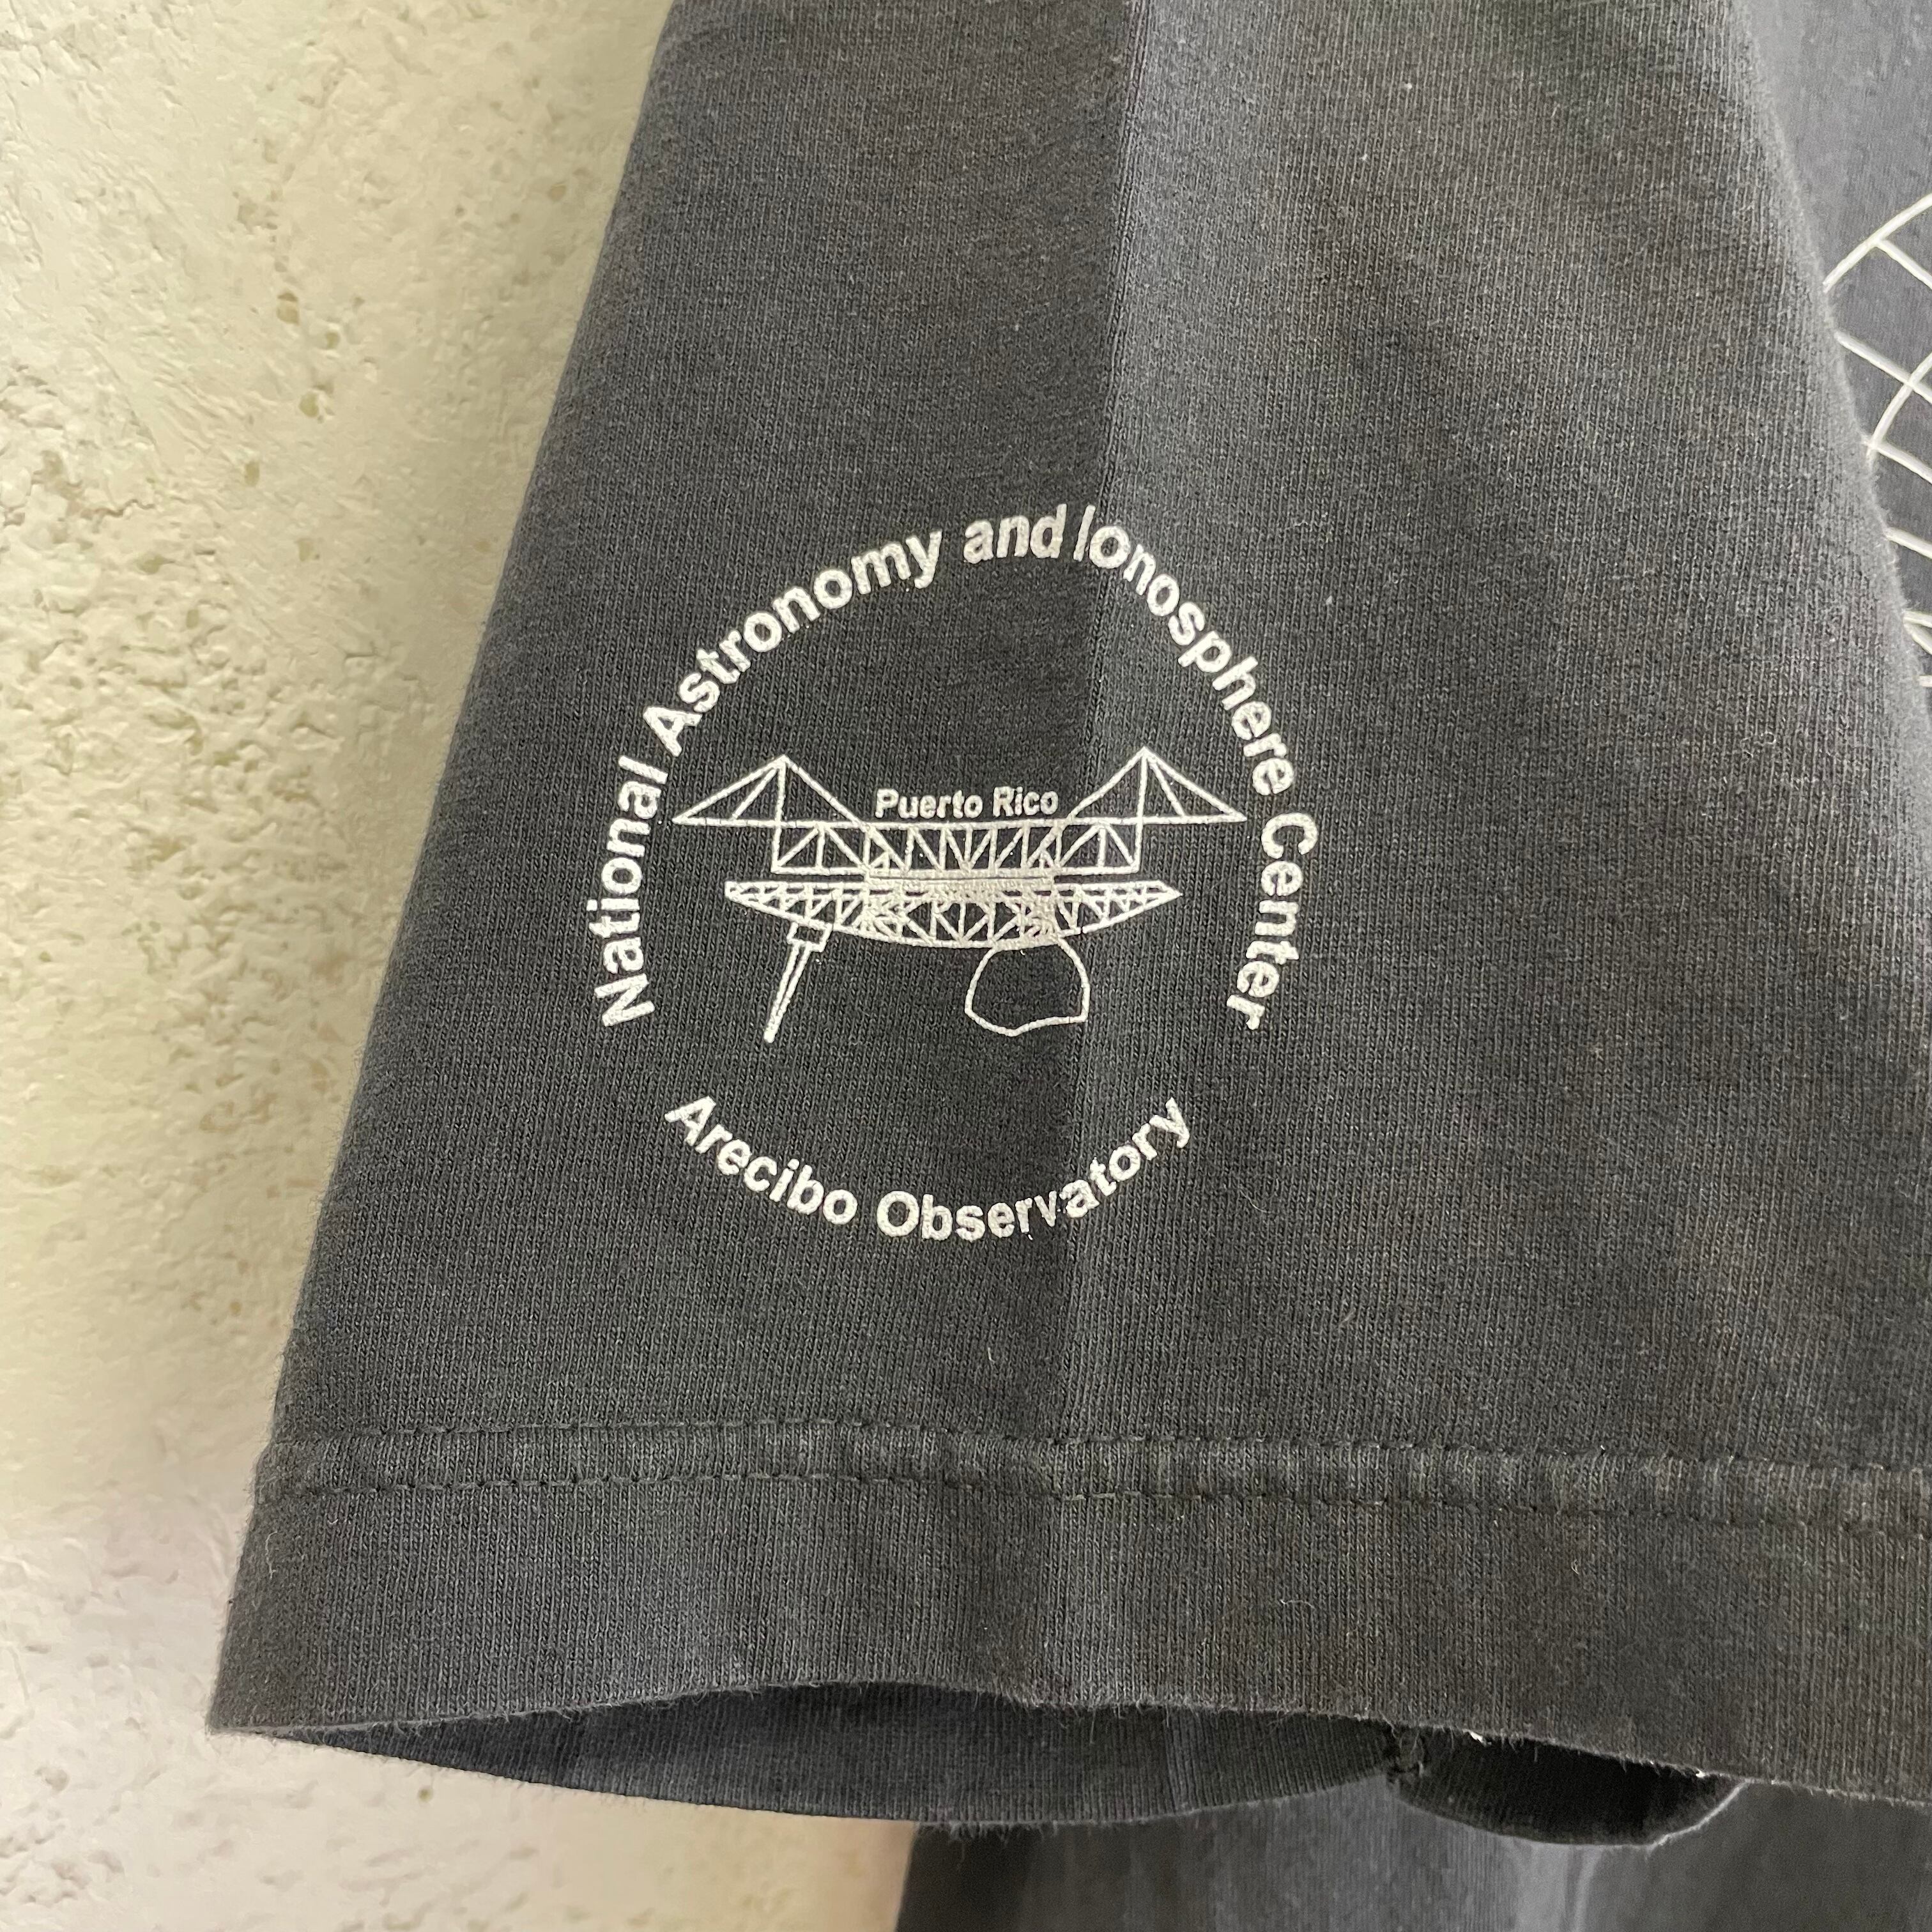 National Astronomy and Ionosphere Center
Puerto Rico
Arecibo Observatory